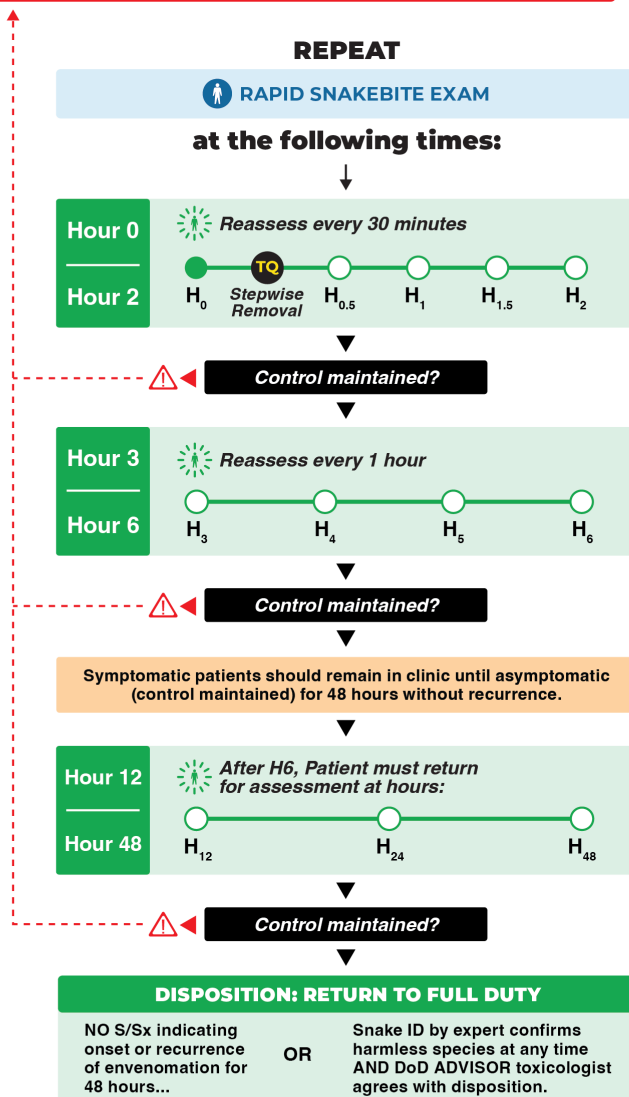 REPEAT
RAPID SNAKEBITE EXAM
at the following times:
Hour 0
Hour 2
Reassess every 30 minutes
TQ
H0
Stepwise
Removal
H0.5
H1
H1.5
H2
Control maintained?
Hour 3
Hour 6
Reassess every 1 hour
H3
H4
H5
H6
Control maintained?
Symptomatic patients should remain in clinic until asymptomatic
(control maintained) for 48 hours without recurrence.
Hour 12
Hour 48
After H6, Patient must return
for assessment at hours:
H12
H24
H48
Control maintained?
DISPOSITION: RETURN TO FULL DUTY
NO S/Sx indicating
onset or recurrence
of envenomation for
48 hours...
OR
Snake ID by expert confirms
harmless species at any time
AND DoD ADVISOR toxicologist
agrees with disposition.